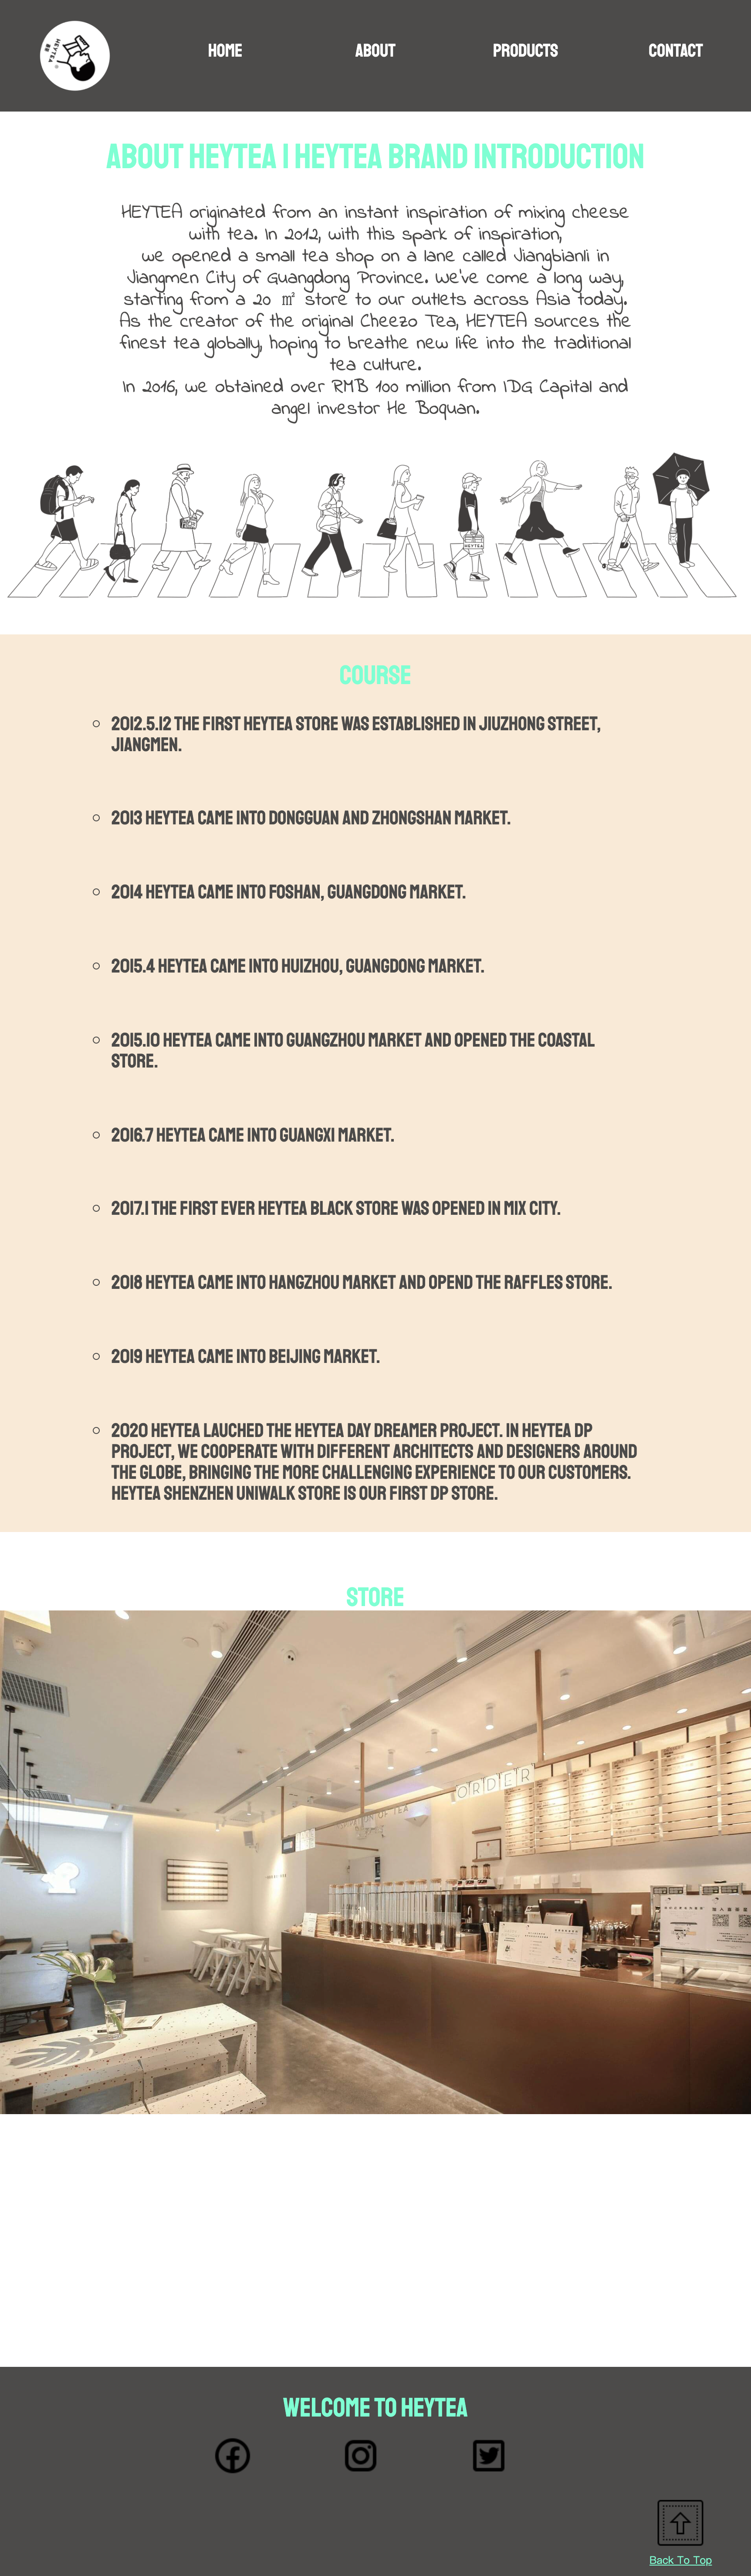 HEYTEA
HOME
ABOUT
PRODUCTS
CONTACT
ABOUT HEYTEA | HEYTEA BRAND INTRODUCTION
HEYTEA originated from an instant inspiration of mixing cheese
with tea. In 2012, with this spark of inspiration,
we opened a small tea shop on a lane called Jiangbianli in
Jiangmen City of Guangdong Province. We've come a long way,
starting from a 20 ㎡ store to our outlets across Asia today.
As the creator of the original Cheezo Tea, HEYTEA sources the
finest tea globally, hoping to breathe new life into the traditional
tea culture.
In 2016, we obtained over RMB 100 million from IDG Capital and
angel investor He Boquan.
HEYTEA
COURSE
2012.5.12 THE FIRST HEYTEA STORE WAS ESTABLISHED IN JIUZHONG STREET,
JIANGMEN.
2013 HEYTEA CAME INTO DONGGUAN AND ZHONGSHAN MARKET.
2014 HEYTEA CAME INTO FOSHAN, GUANGDONG MARKET.
2015.4 HEYTEA CAME INTO HUIZHOU, GUANGDONG MARKET.
2015.10 HEYTEA CAME INTO GUANGZHOU MARKET AND OPENED THE COASTAL
STORE.
2016.7 HEYTEA CAME INTO GUANGXI MARKET.
2017.1 THE FIRST EVER HEYTEA BLACK STORE WAS OPENED IN MIX CITY.
2018 HEYTEA CAME INTO HANGZHOU MARKET AND OPEND THE RAFFLES STORE.
2019 HEYTEA CAME INTO BEIJING MARKET.
2020 HEYTEA LAUCHED THE HEYTEA DAY DREAMER PROJECT. IN HEYTEA DP
PROJECT, WE COOPERATE WITH DIFFERENT ARCHITECTS AND DESIGNERS AROUND
THE GLOBE, BRINGING THE MORE CHALLENGING EXPERIENCE TO OUR CUSTOMERS.
HEYTEA SHENZHEN UNIWALK STORE IS OUR FIRST DP STORE.
STORE
ORDER
OF TEA
WELCOME TO HEYTEA
Back To Top